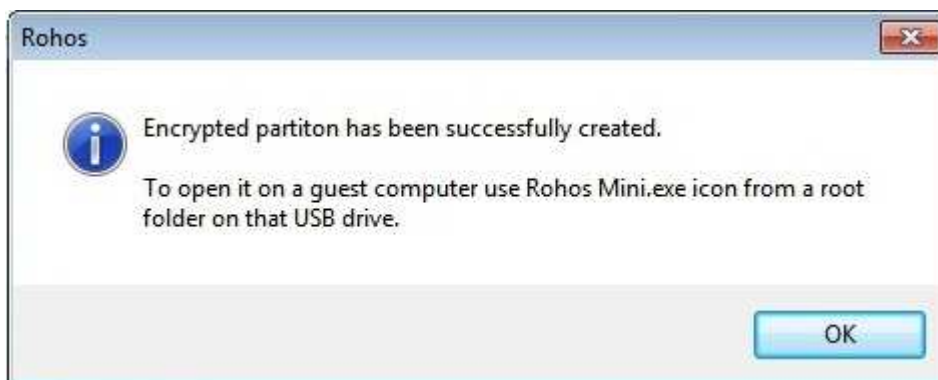 Rohos
Encrypted partiton has been successfully created.
To open it on a guest computer use Rohos Mini.exe icon from a root
folder on that USB drive.
OK